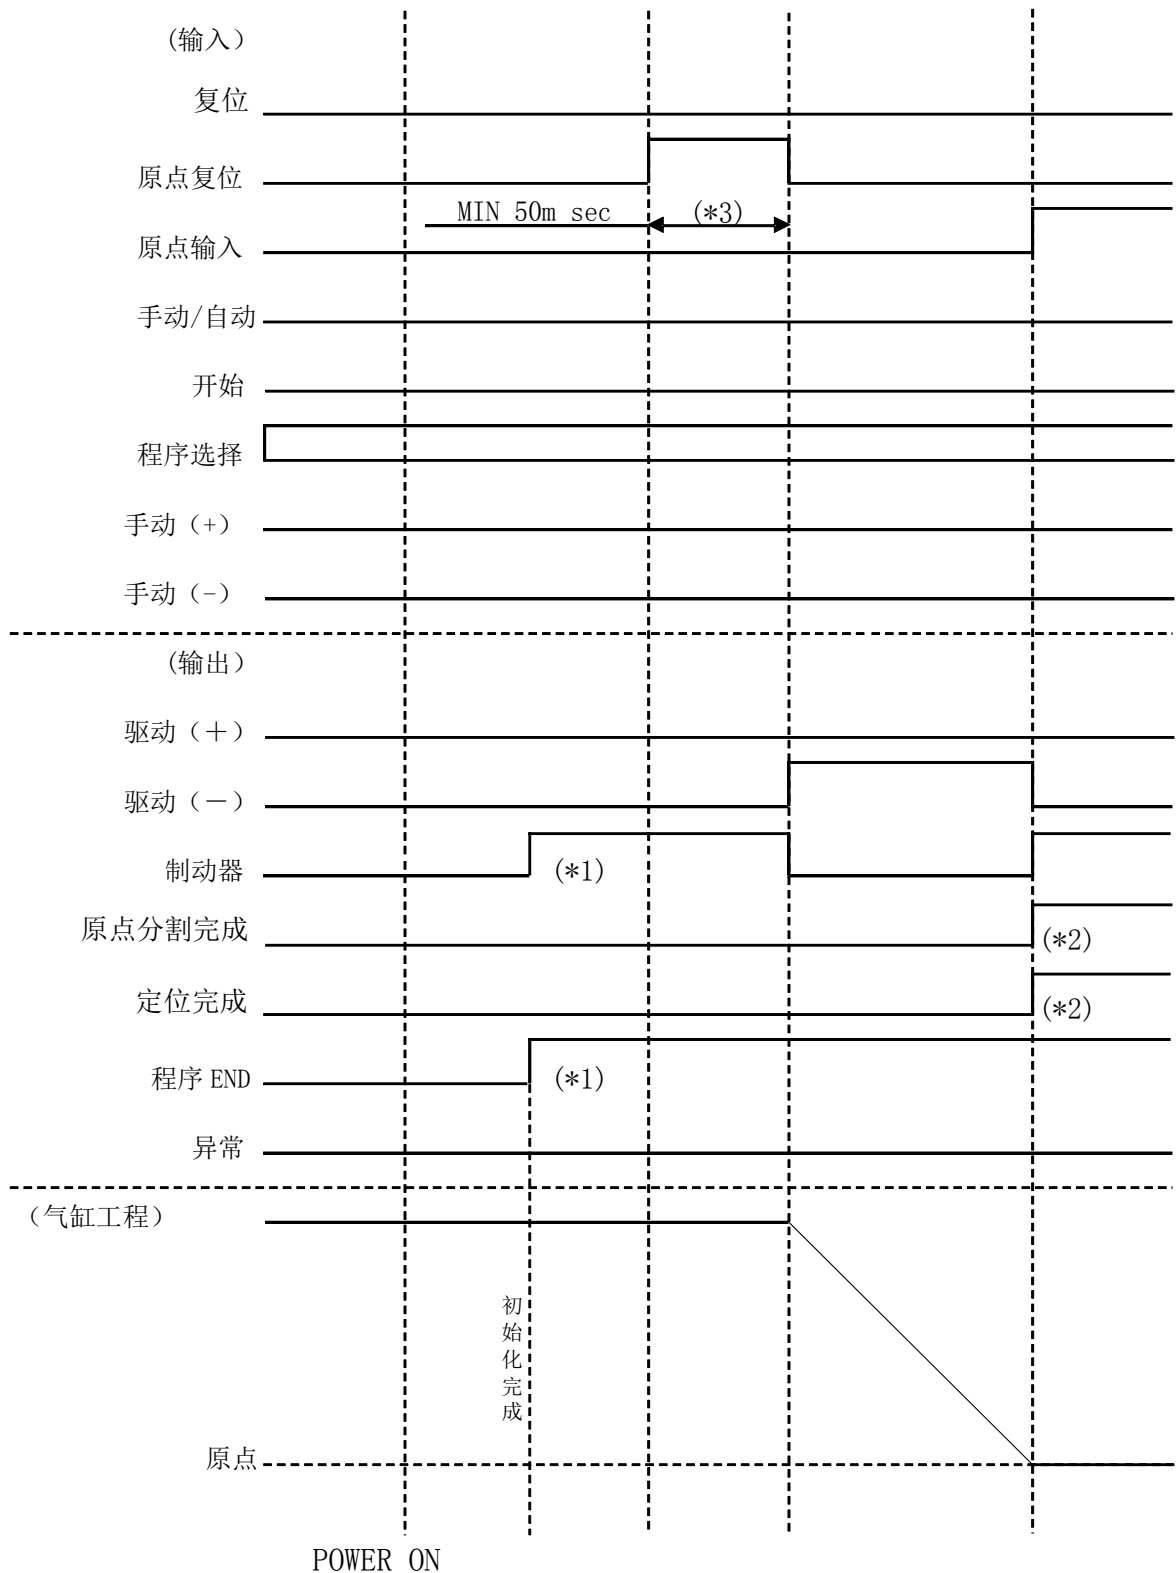 (输入）
复位
原点复位
MIN 50m sec (*3)
原点输入
手动/自动
开始
程序选择
手动（+）
手动（-）
(输出）
驱动（＋）
驱动（－）
制动器 (*1)
原点分割完成 (*2)
定位完成 (*2)
程序 END (*1)
异常
（气缸工程）
初始化完成
原点
POWER ON